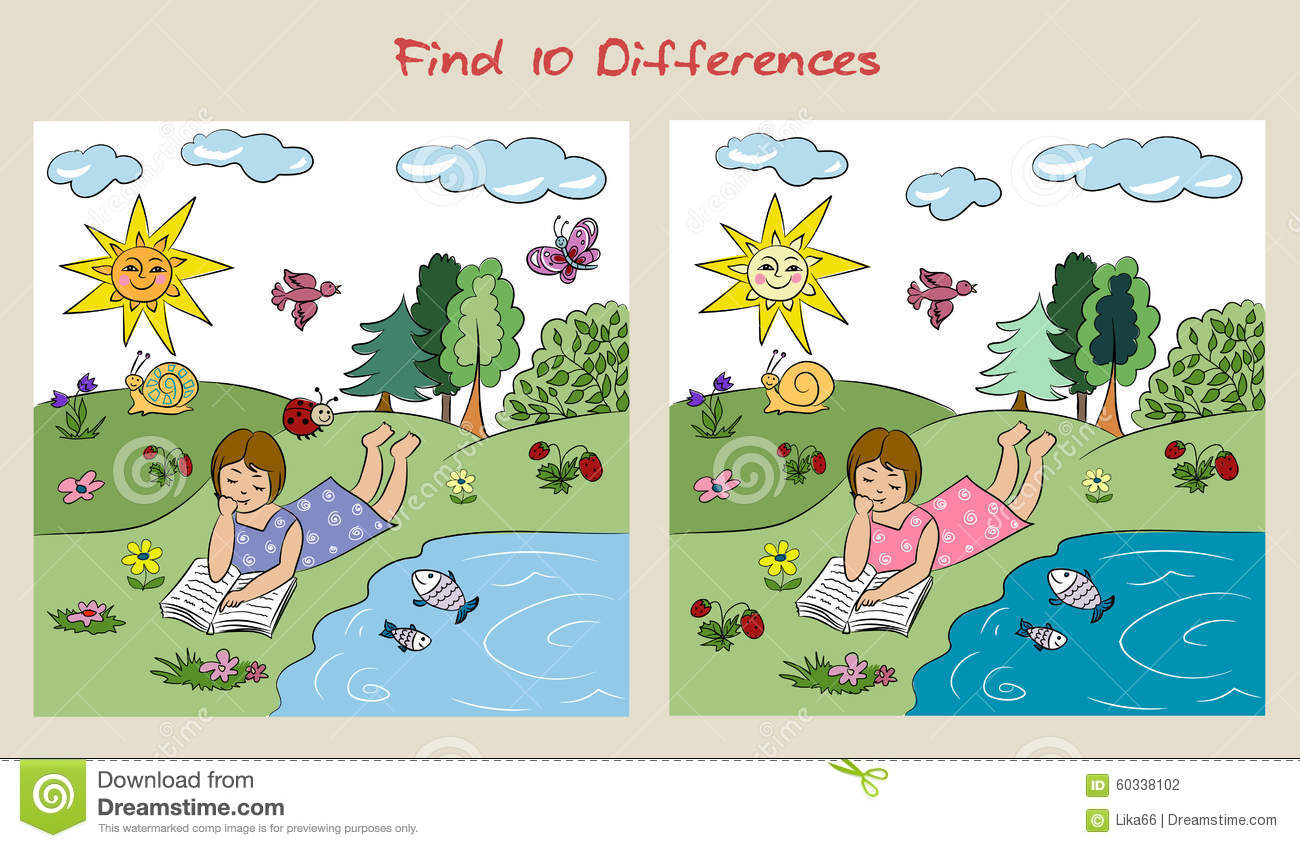 Find 10 Differences
Download from
Dreamstime.com
This watermarked comp image is for previewing purposes only.
ID 60338102
© Lika66 | Dreamstime.com